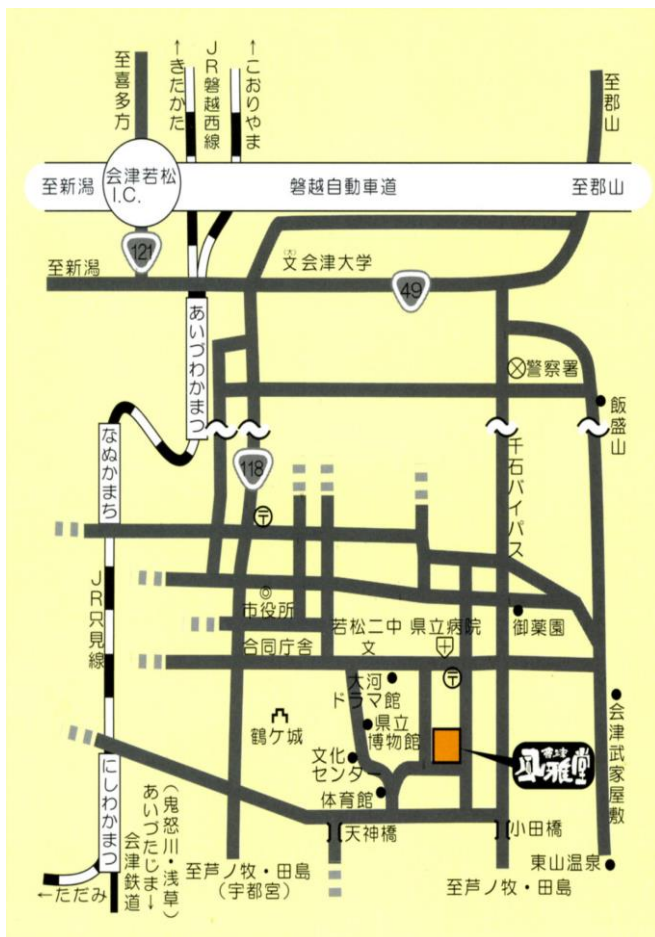 至喜多方
←きたかた
JR磐越西線
←こおりやま
至郡山
至新潟
会津若松
I.C.
磐越自動車道
至郡山
121
至新潟
(大)
文会津大学
49
あいづわかまつ
警察署
飯盛山
なぬかまち
118
千石バイパス
〒
JR只見線
市役所
御薬園
合同庁舎
若松二中
文
県立病院
〒
大河
ドラマ館
鶴ケ城
県立
博物館
会津
風雅堂
会津武家屋敷
文化
センター
体育館
にしわかまつ
天神橋
小田橋
東山温泉
←ただみ
会津鉄道
あいづたじま↓
(鬼怒川・浅草)
至芦ノ牧・田島
(宇都宮)
至芦ノ牧・田島